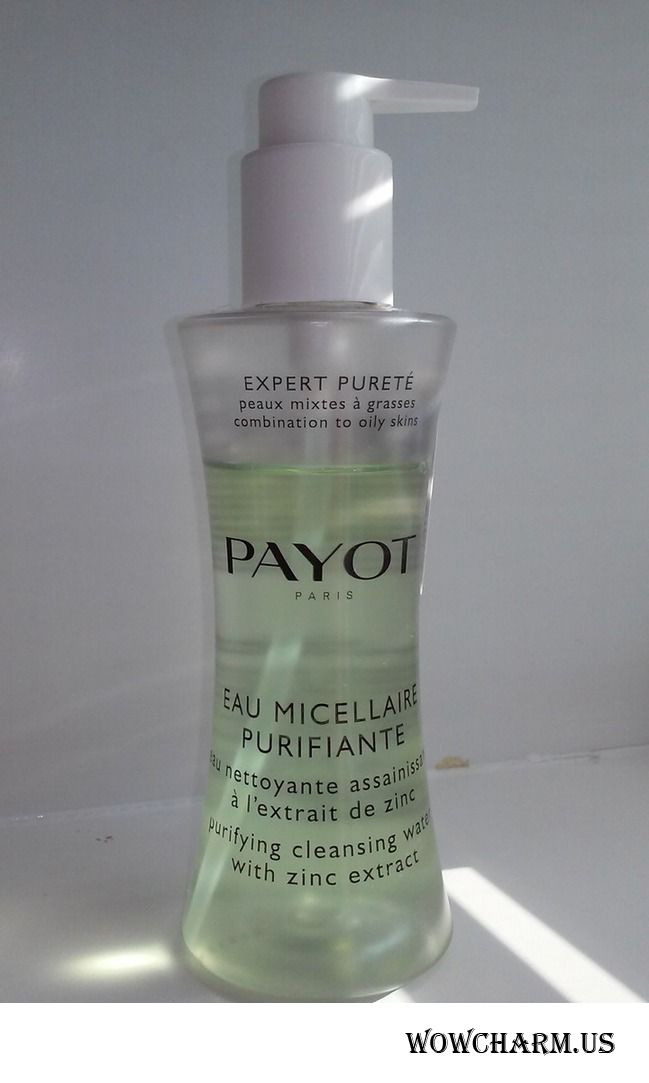 EXPERT PURETÉ
peaux mixtes à grasses
combination to oily skins
PAYOT
PARIS
EAU MICELLAIRE
PURIFIANTE
nettoyante
à l'extrait de zinc
purifying cleansing
with zinc extract
WOWCHARM.US